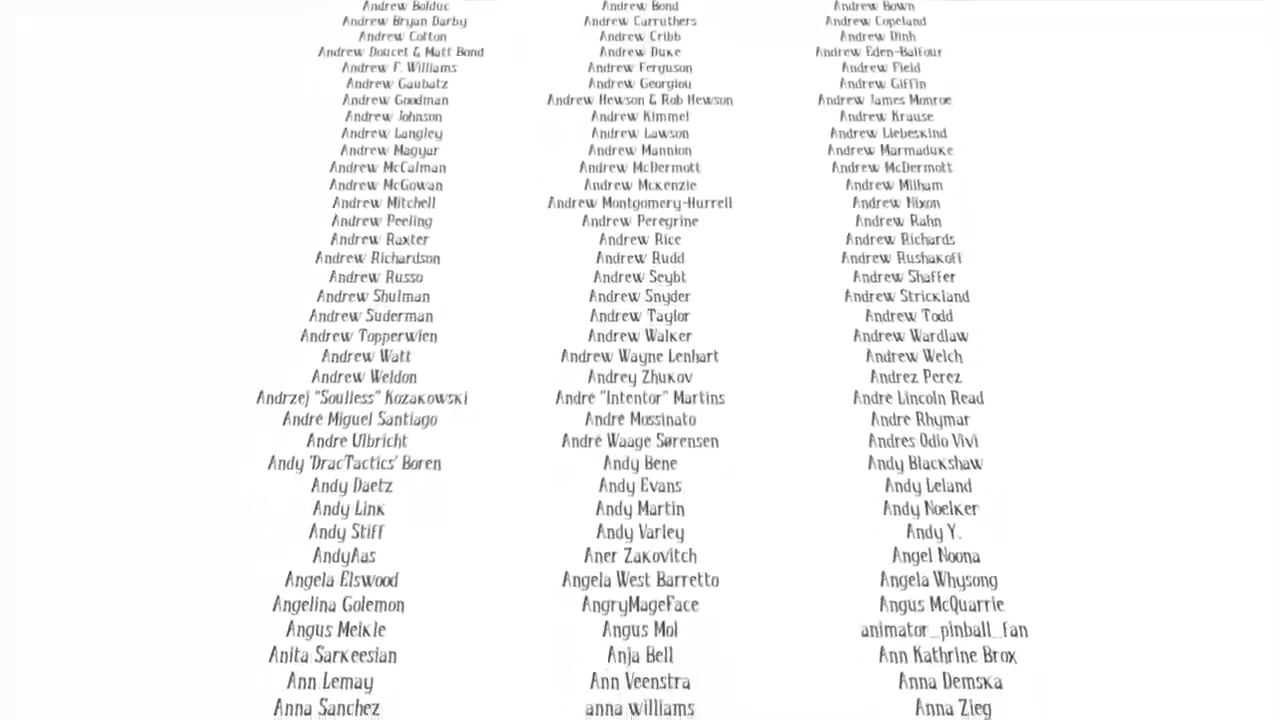 Andrew Bolduc Andrew Bond Andrew Bown
Andrew Bryan Darby Andrew Carruthers Andrew Copeland
Andrew Cotton Andrew Cribb Andrew Dinh
Andrew Doucet & Matt Bond Andrew Duke Andrew Eden-Balfour
Andrew F. Williams Andrew Ferguson Andrew Field
Andrew Gaubatz Andrew Georgiou Andrew Giffin
Andrew Goodman Andrew Hewson & Rob Hewson Andrew James Monroe
Andrew Johnson Andrew Kimmel Andrew Krause
Andrew Langley Andrew Lawson Andrew Liebeskind
Andrew Magyar Andrew Mannion Andrew Marmaduke
Andrew McCalman Andrew McDermott Andrew McDermott
Andrew McGowan Andrew Mckenzie Andrew Milham
Andrew Mitchell Andrew Montgomery-Hurrell Andrew Nixon
Andrew Peeling Andrew Peregrine Andrew Rahn
Andrew Raxter Andrew Rice Andrew Richards
Andrew Richardson Andrew Rudd Andrew Rushakoff
Andrew Russo Andrew Seybt Andrew Shaffer
Andrew Shulman Andrew Snyder Andrew Strickland
Andrew Suderman Andrew Taylor Andrew Todd
Andrew Topperwien Andrew Walker Andrew Wardlaw
Andrew Watt Andrew Wayne Lenhart Andrew Welch
Andrew Weldon Andrey Zhukov Andrez Perez
Andrzej "Soulless" Kozakowski André "Intentor" Martins Andre Lincoln Read
André Miguel Santiago André Mossinato Andre Rhymar
Andre Ulbricht André Waage Sørensen Andres Odio Vivi
Andy 'DracTactics' Boren Andy Bene Andy Blackshaw
Andy Daetz Andy Evans Andy Leland
Andy Link Andy Martin Andy Noelker
Andy Stiff Andy Varley Andy Y.
AndyAas Aner Zakovitch Angel Noona
Angela Elswood Angela West Barretto Angela Whysong
Angelina Golemon AngryMageFace Angus McQuarrie
Angus Meikle Angus Mol animator_pinball_fan
Anita Sarkeesian Anja Bell Ann Kathrine Brox
Ann Lemay Ann Veenstra Anna Demska
Anna Sanchez anna williams Anna Zieg